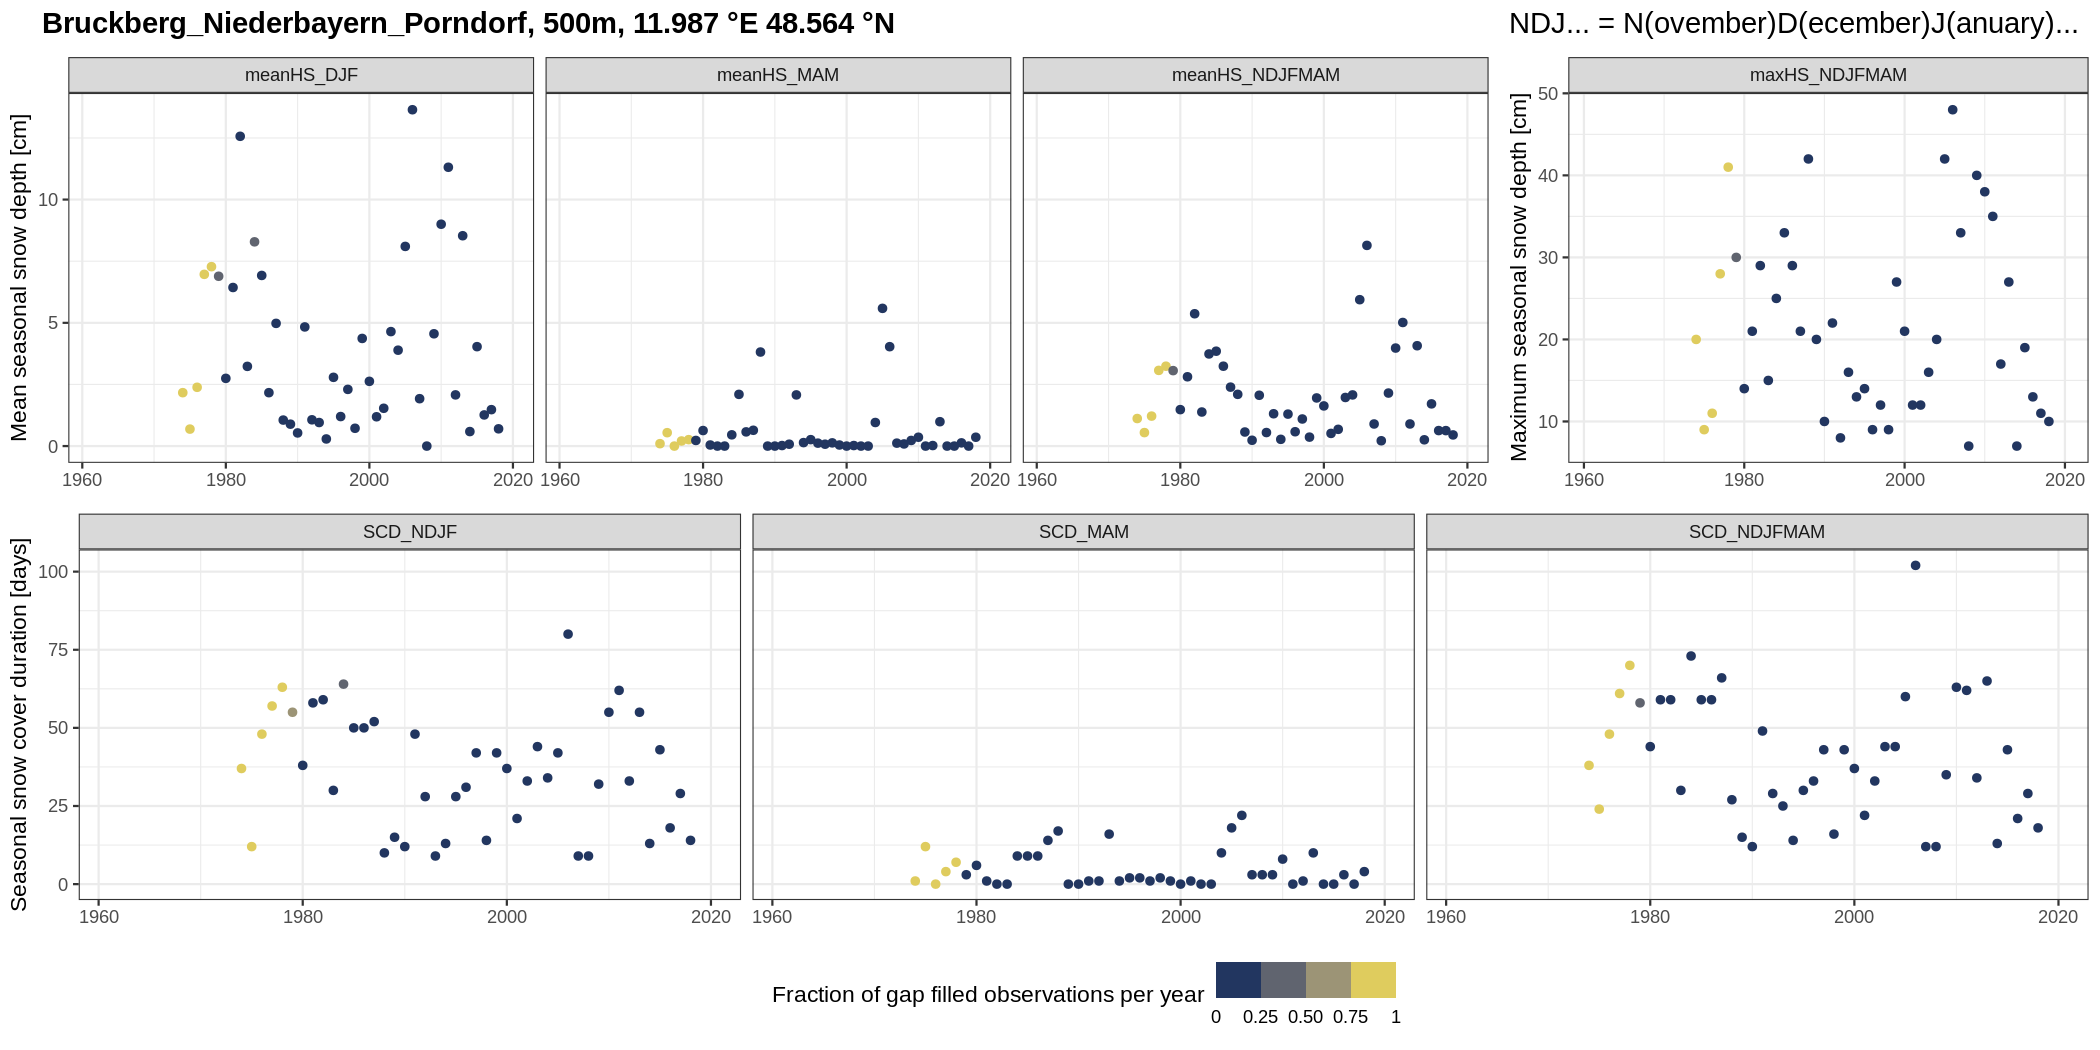 Bruckberg_Niederbayern_Porndorf, 500m, 11.987 °E 48.564 °N
NDJ... = N(ovember)D(ecember)J(anuary)...
meanHS_DJF
meanHS_MAM
meanHS_NDJFMAM
maxHS_NDJFMAM
Mean seasonal snow depth [cm]
10
5
0
1960 1980 2000 2020
1960 1980 2000 2020
1960 1980 2000 2020
Maximum seasonal snow depth [cm]
50
40
30
20
10
1960 1980 2000 2020
SCD_NDJF
SCD_MAM
SCD_NDJFMAM
Seasonal snow cover duration [days]
100
75
50
25
0
1960 1980 2000 2020
1960 1980 2000 2020
1960 1980 2000 2020
Fraction of gap filled observations per year
0 0.25 0.50 0.75 1